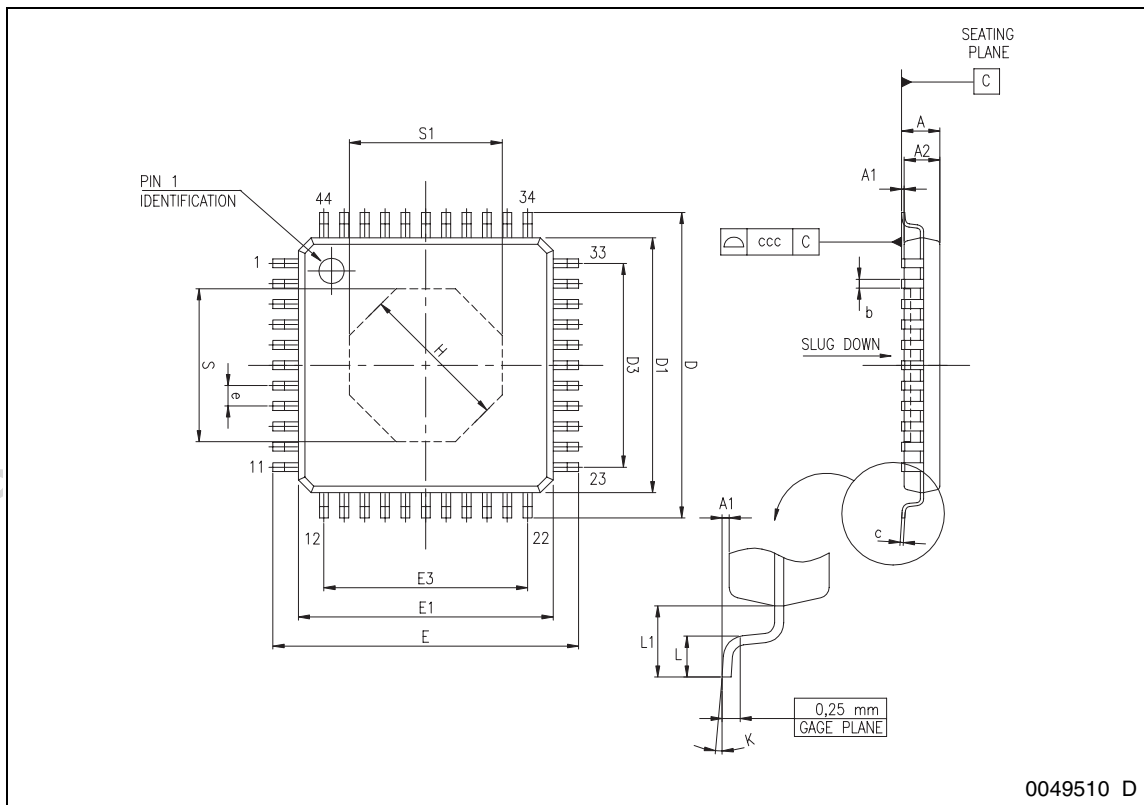 SEATING
PLANE
C
A
A2
A1
S1
PIN 1
IDENTIFICATION
44
34
ccc
C
1
33
b
SLUG DOWN
S
H
D3
D1
D
e
11
23
A1
12
22
c
E3
E1
L1
E
L
0,25 mm
GAGE PLANE
K
0049510 D